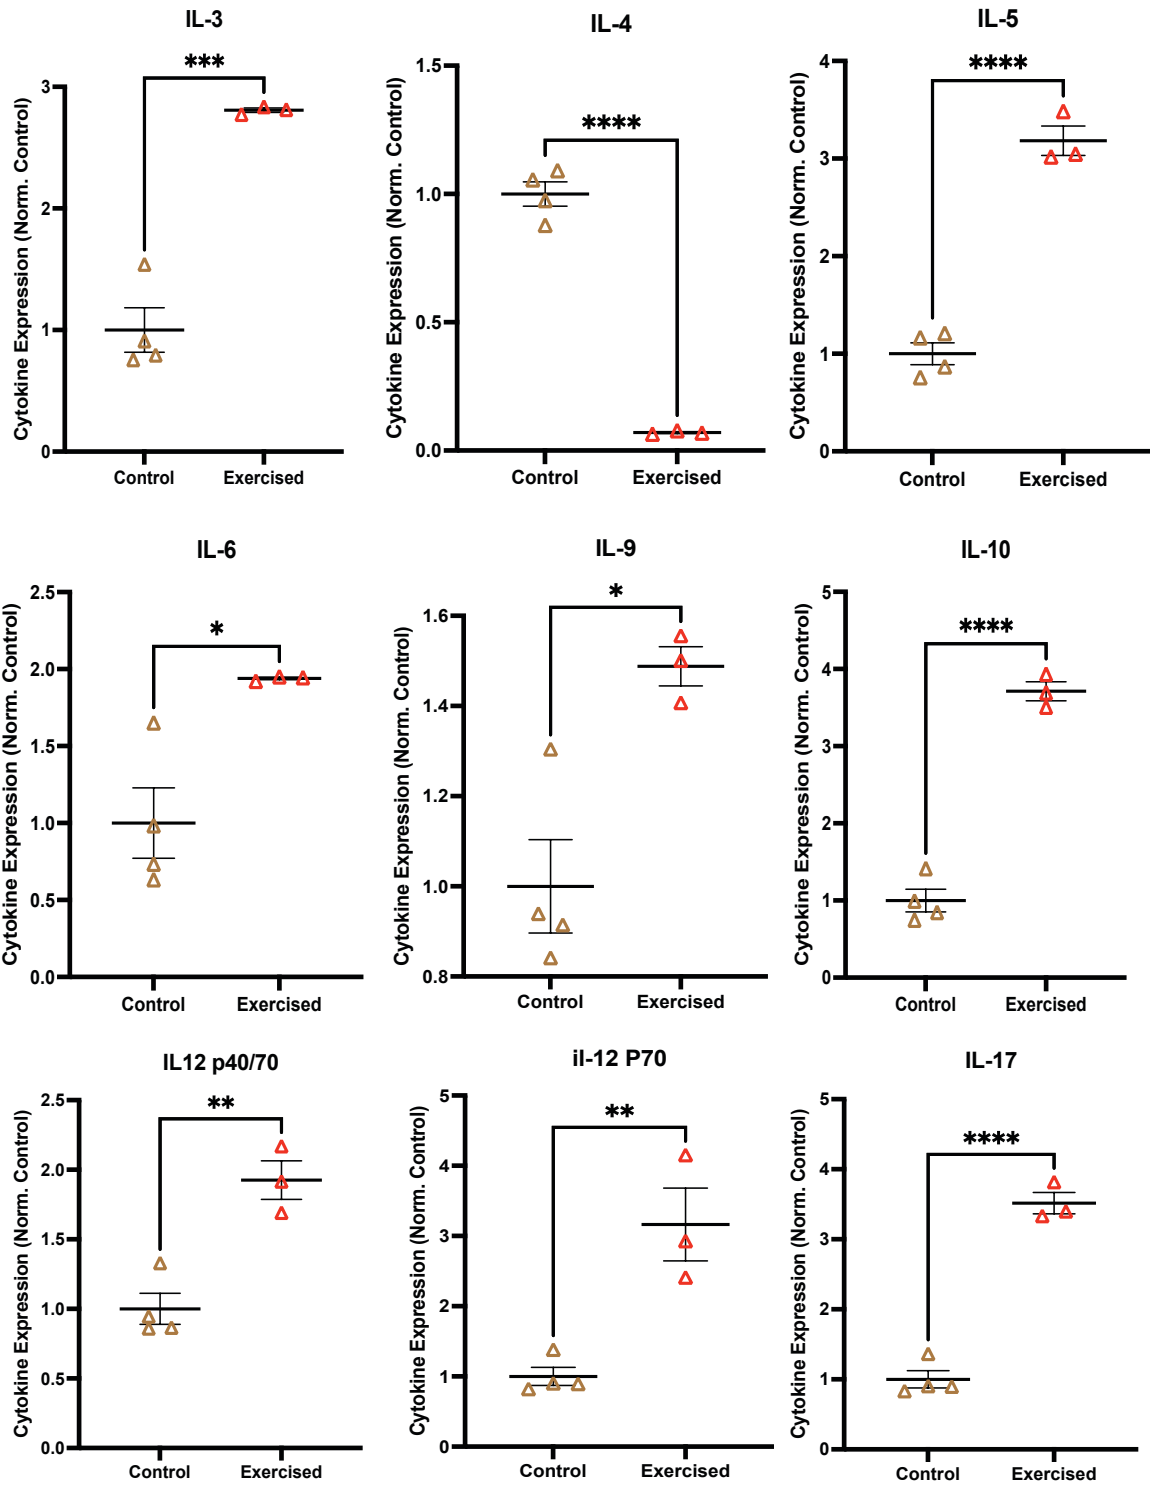 IL-3
***
Cytokine Expression (Norm. Control)
3
2
1
0
Control Exercised
IL-4
****
Cytokine Expression (Norm. Control)
1.5
1.0
0.5
0.0
Control Exercised
IL-5
****
Cytokine Expression (Norm. Control)
4
3
2
1
0
Control Exercised
IL-6
*
Cytokine Expression (Norm. Control)
2.5
2.0
1.5
1.0
0.5
0.0
Control Exercised
IL-9
*
Cytokine Expression (Norm. Control)
1.6
1.4
1.2
1.0
0.8
Control Exercised
IL-10
****
Cytokine Expression (Norm. Control)
5
4
3
2
1
0
Control Exercised
IL12 p40/70
**
Cytokine Expression (Norm. Control)
2.5
2.0
1.5
1.0
0.5
0.0
Control Exercised
il-12 P70
**
Cytokine Expression (Norm. Control)
5
4
3
2
1
0
Control Exercised
IL-17
****
Cytokine Expression (Norm. Control)
5
4
3
2
1
0
Control Exercised